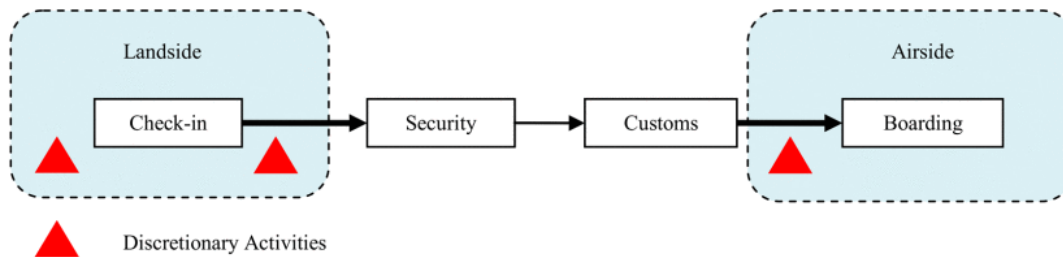 Landside
Airside
Check-in
Security
Customs
Boarding
Discretionary Activities